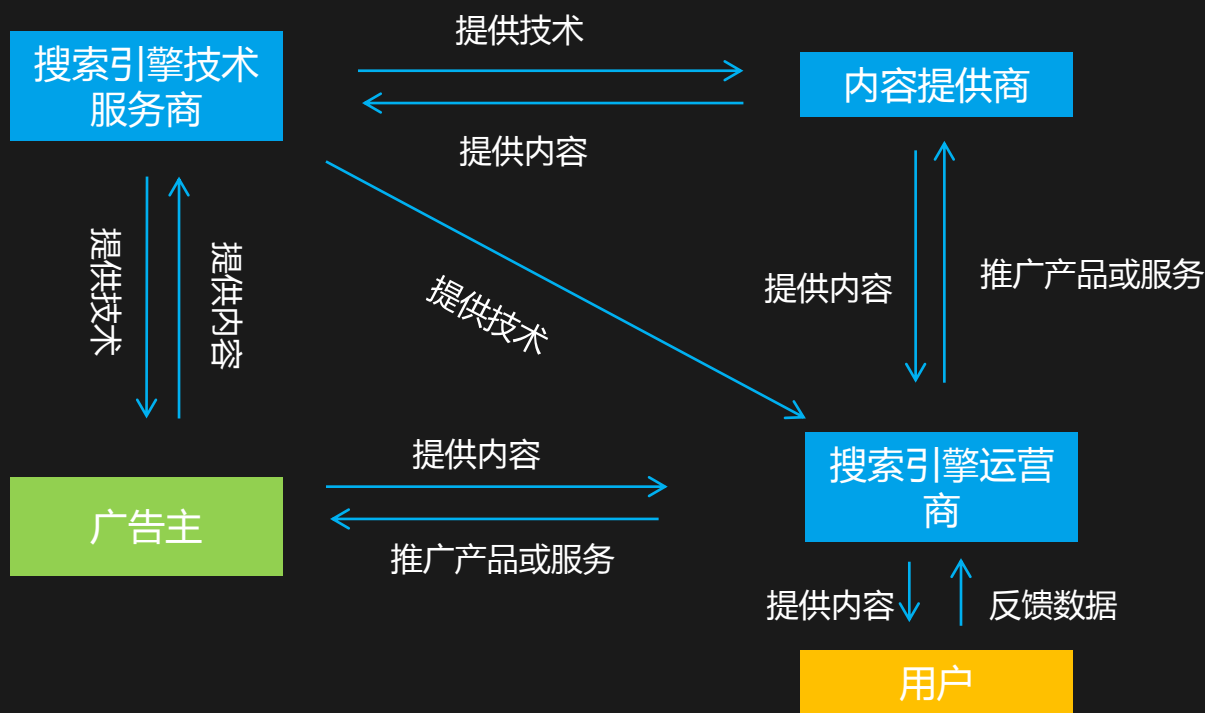 提供技术
搜索引擎技术
服务商
内容提供商
提供内容
提供技术
提供内容
提供技术
提供内容
推广产品或服务
提供内容
搜索引擎运营
商
广告主
推广产品或服务
提供内容
反馈数据
用户